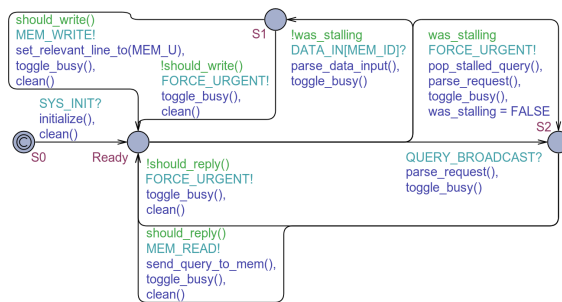 should_write()
MEM_WRITE!
set_relevant_line_to(MEM_U),
toggle_busy(),
clean()
S1
!should_write()
FORCE_URGENT!
toggle_busy(),
clean()
!was_stalling
DATA_IN[MEM_ID]?
parse_data_input(),
toggle_busy()
was_stalling
FORCE_URGENT!
pop_stalled_query(),
parse_request(),
toggle_busy(),
was_stalling = FALSE
SYS_INIT?
initialize(),
clean()
C
S0
Ready
S2
!should_reply()
FORCE_URGENT!
toggle_busy(),
clean()
QUERY_BROADCAST?
parse_request(),
toggle_busy()
should_reply()
MEM_READ!
send_query_to_mem(),
toggle_busy(),
clean()